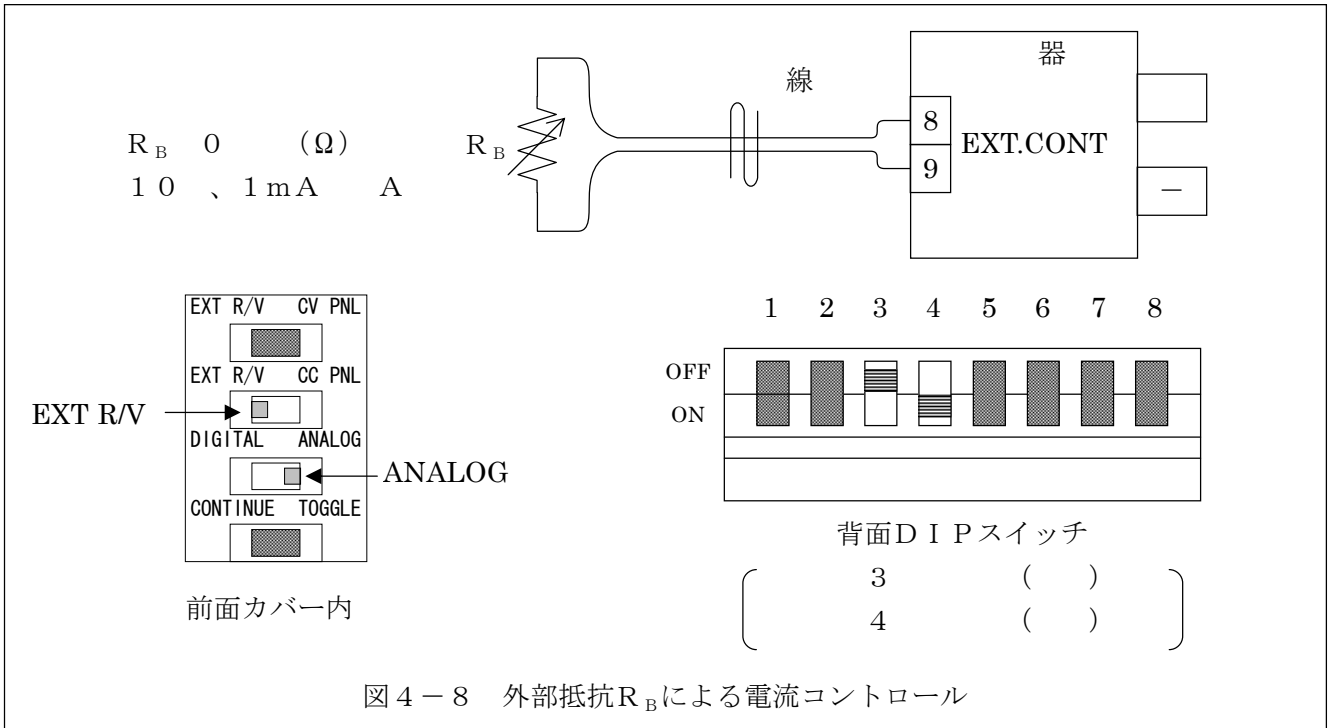 器
線
R_B 0 (Ω)
10 、1mA A
R_B
8
9
EXT.CONT
−
EXT R/V CV PNL
EXT R/V CC PNL
EXT R/V
DIGITAL ANALOG
ANALOG
CONTINUE TOGGLE
前面カバー内
1 2 3 4 5 6 7 8
OFF
ON
背面DIPスイッチ
3 ( )
4 ( )
図4−8 外部抵抗R_Bによる電流コントロール